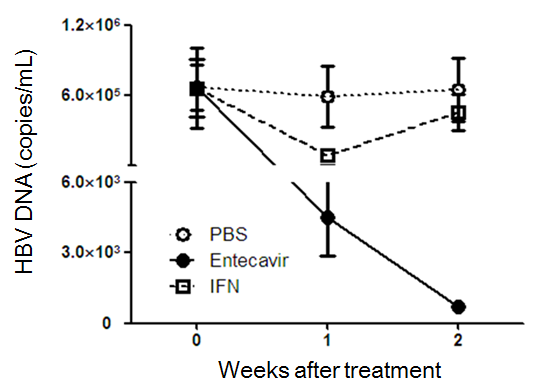 1.2×10⁶
6.0×10⁵
6.0×10³
3.0×10³
0
HBV DNA (copies/mL)
PBS
Entecavir
IFN
0 1 2
Weeks after treatment